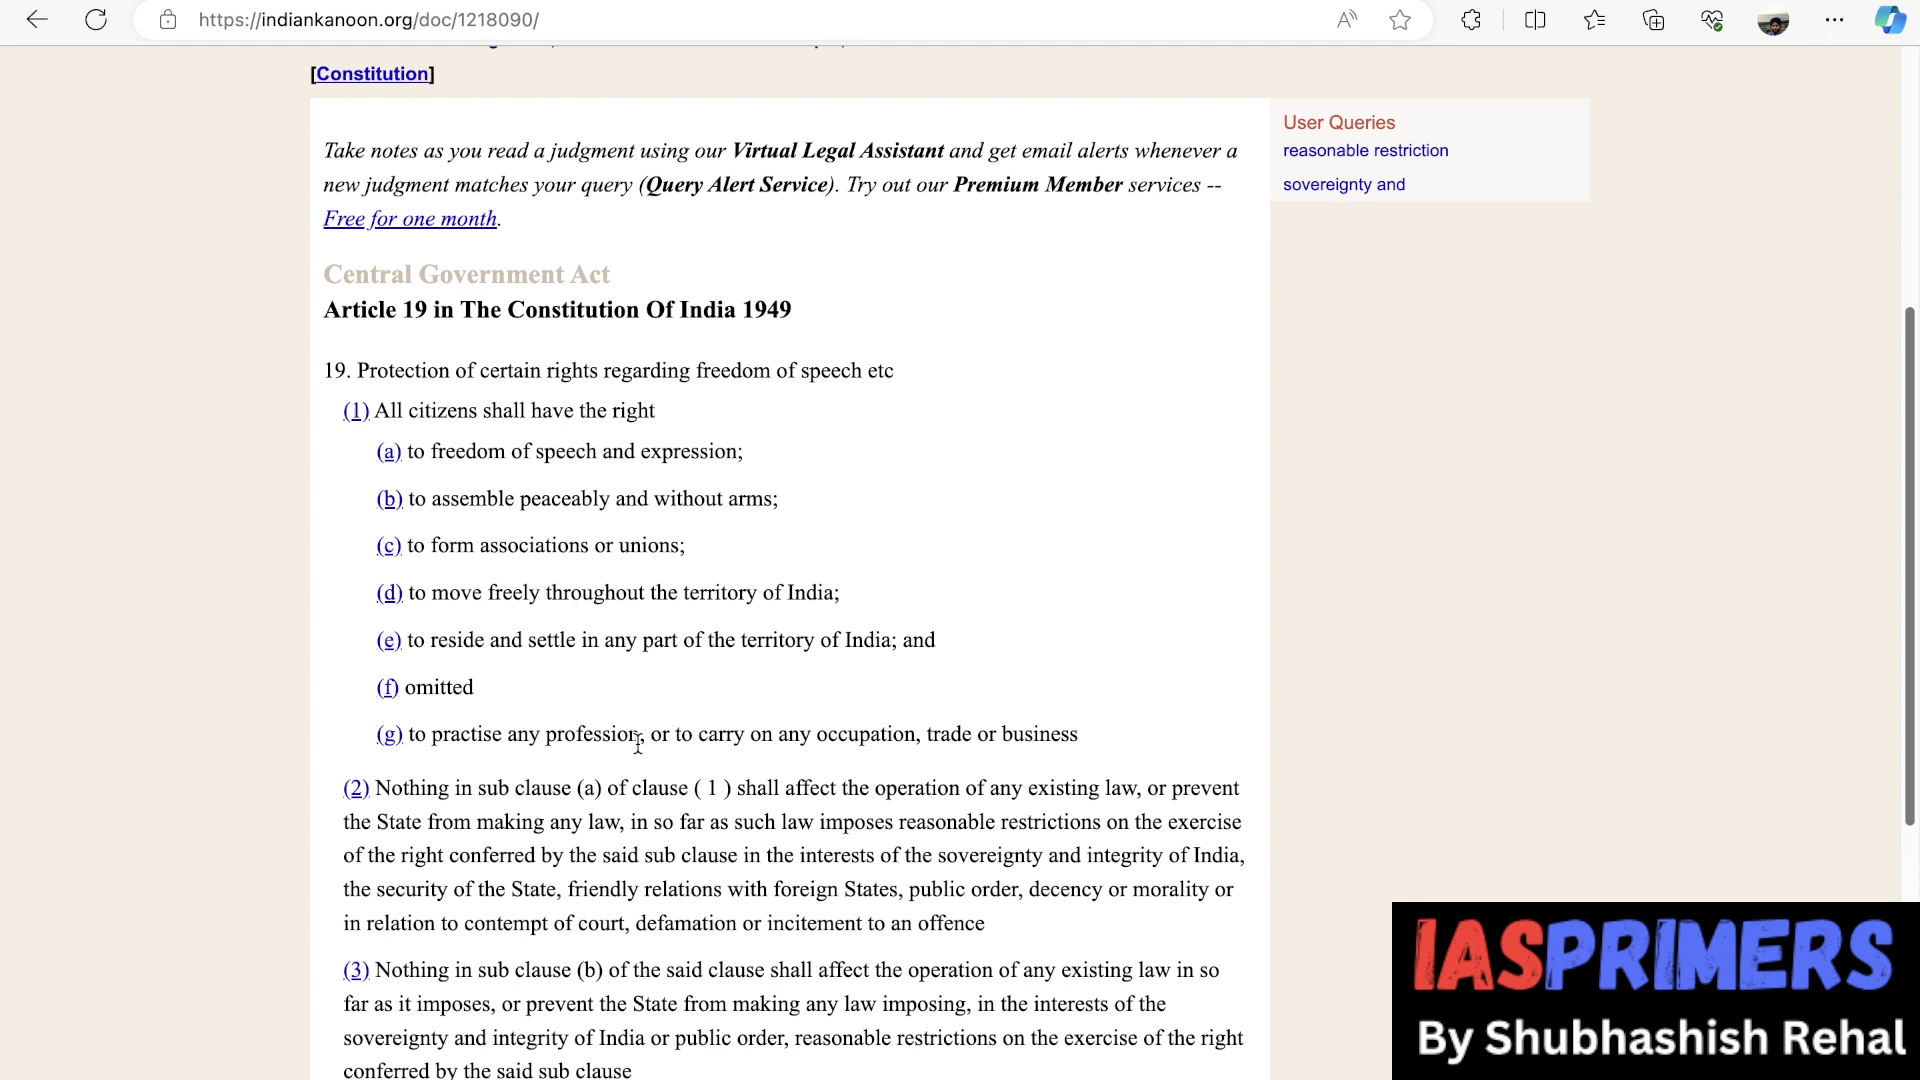 https://indiankanoon.org/doc/1218090/
[Constitution]
Take notes as you read a judgment using our Virtual Legal Assistant and get email alerts whenever a
new judgment matches your query (Query Alert Service). Try out our Premium Member services --
Free for one month.
User Queries
reasonable restriction
sovereignty and
Central Government Act
Article 19 in The Constitution Of India 1949
19. Protection of certain rights regarding freedom of speech etc
(1) All citizens shall have the right
(a) to freedom of speech and expression;
(b) to assemble peaceably and without arms;
(c) to form associations or unions;
(d) to move freely throughout the territory of India;
(e) to reside and settle in any part of the territory of India; and
(f) omitted
(g) to practise any profession, or to carry on any occupation, trade or business
(2) Nothing in sub clause (a) of clause ( 1 ) shall affect the operation of any existing law, or prevent
the State from making any law, in so far as such law imposes reasonable restrictions on the exercise
of the right conferred by the said sub clause in the interests of the sovereignty and integrity of India,
the security of the State, friendly relations with foreign States, public order, decency or morality or
in relation to contempt of court, defamation or incitement to an offence
(3) Nothing in sub clause (b) of the said clause shall affect the operation of any existing law in so
far as it imposes, or prevent the State from making any law imposing, in the interests of the
sovereignty and integrity of India or public order, reasonable restrictions on the exercise of the right
conferred by the said sub clause
IASPRIMERS
By Shubhashish Rehal